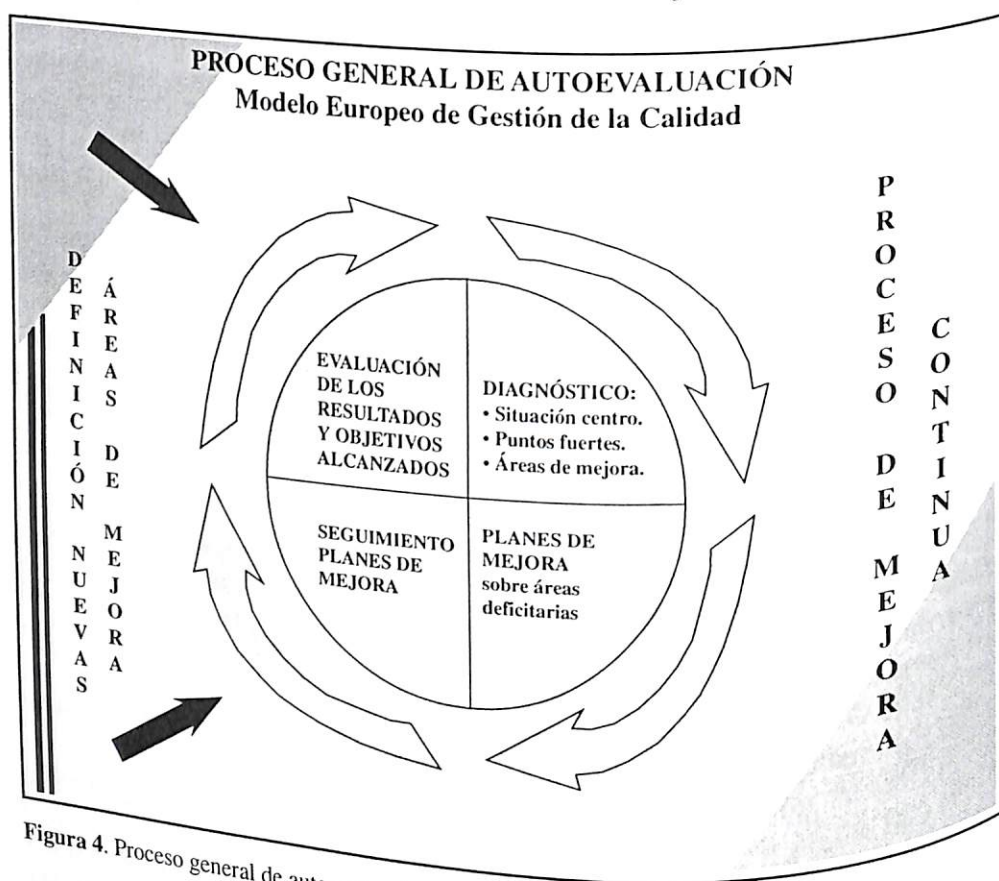 PROCESO GENERAL DE AUTOEVALUACIÓN
Modelo Europeo de Gestión de la Calidad
DEFINICIÓN NUEVAS
ÁREAS DE MEJORA
EVALUACIÓN
DE LOS
RESULTADOS
Y OBJETIVOS
ALCANZADOS
DIAGNÓSTICO:
• Situación centro.
• Puntos fuertes.
• Áreas de mejora.
SEGUIMIENTO
PLANES DE
MEJORA
PLANES DE
MEJORA
sobre áreas
deficitarias
PROCESO DE MEJORA
CONTINUA
Figura 4. Proceso general de